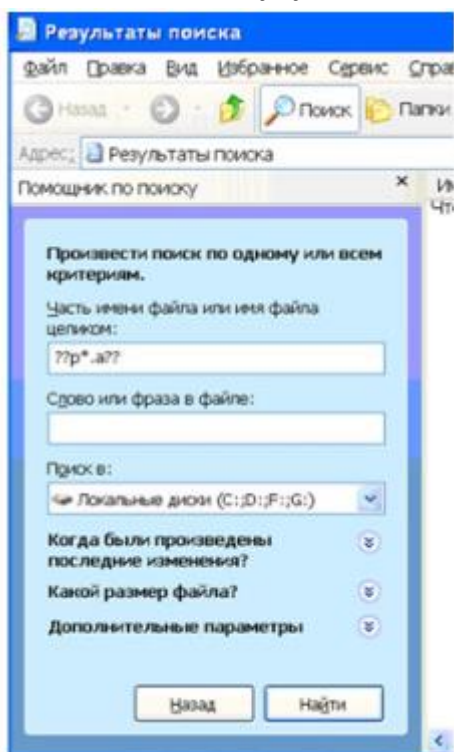 Результаты поиска
Файл Правка Вид Избранное Сервис Справ
Назад Поиск Папки
Адрес: Результаты поиска
Помощник по поиску ×
Произвести поиск по одному или всем
критериям.
Часть имени файла или имя файла
целиком:
??p*.a??
Слово или фраза в файле:
Поиск в:
Локальные диски (C:;D:;F:;G:)
Когда были произведены
последние изменения?
Какой размер файла?
Дополнительные параметры
Назад Найти